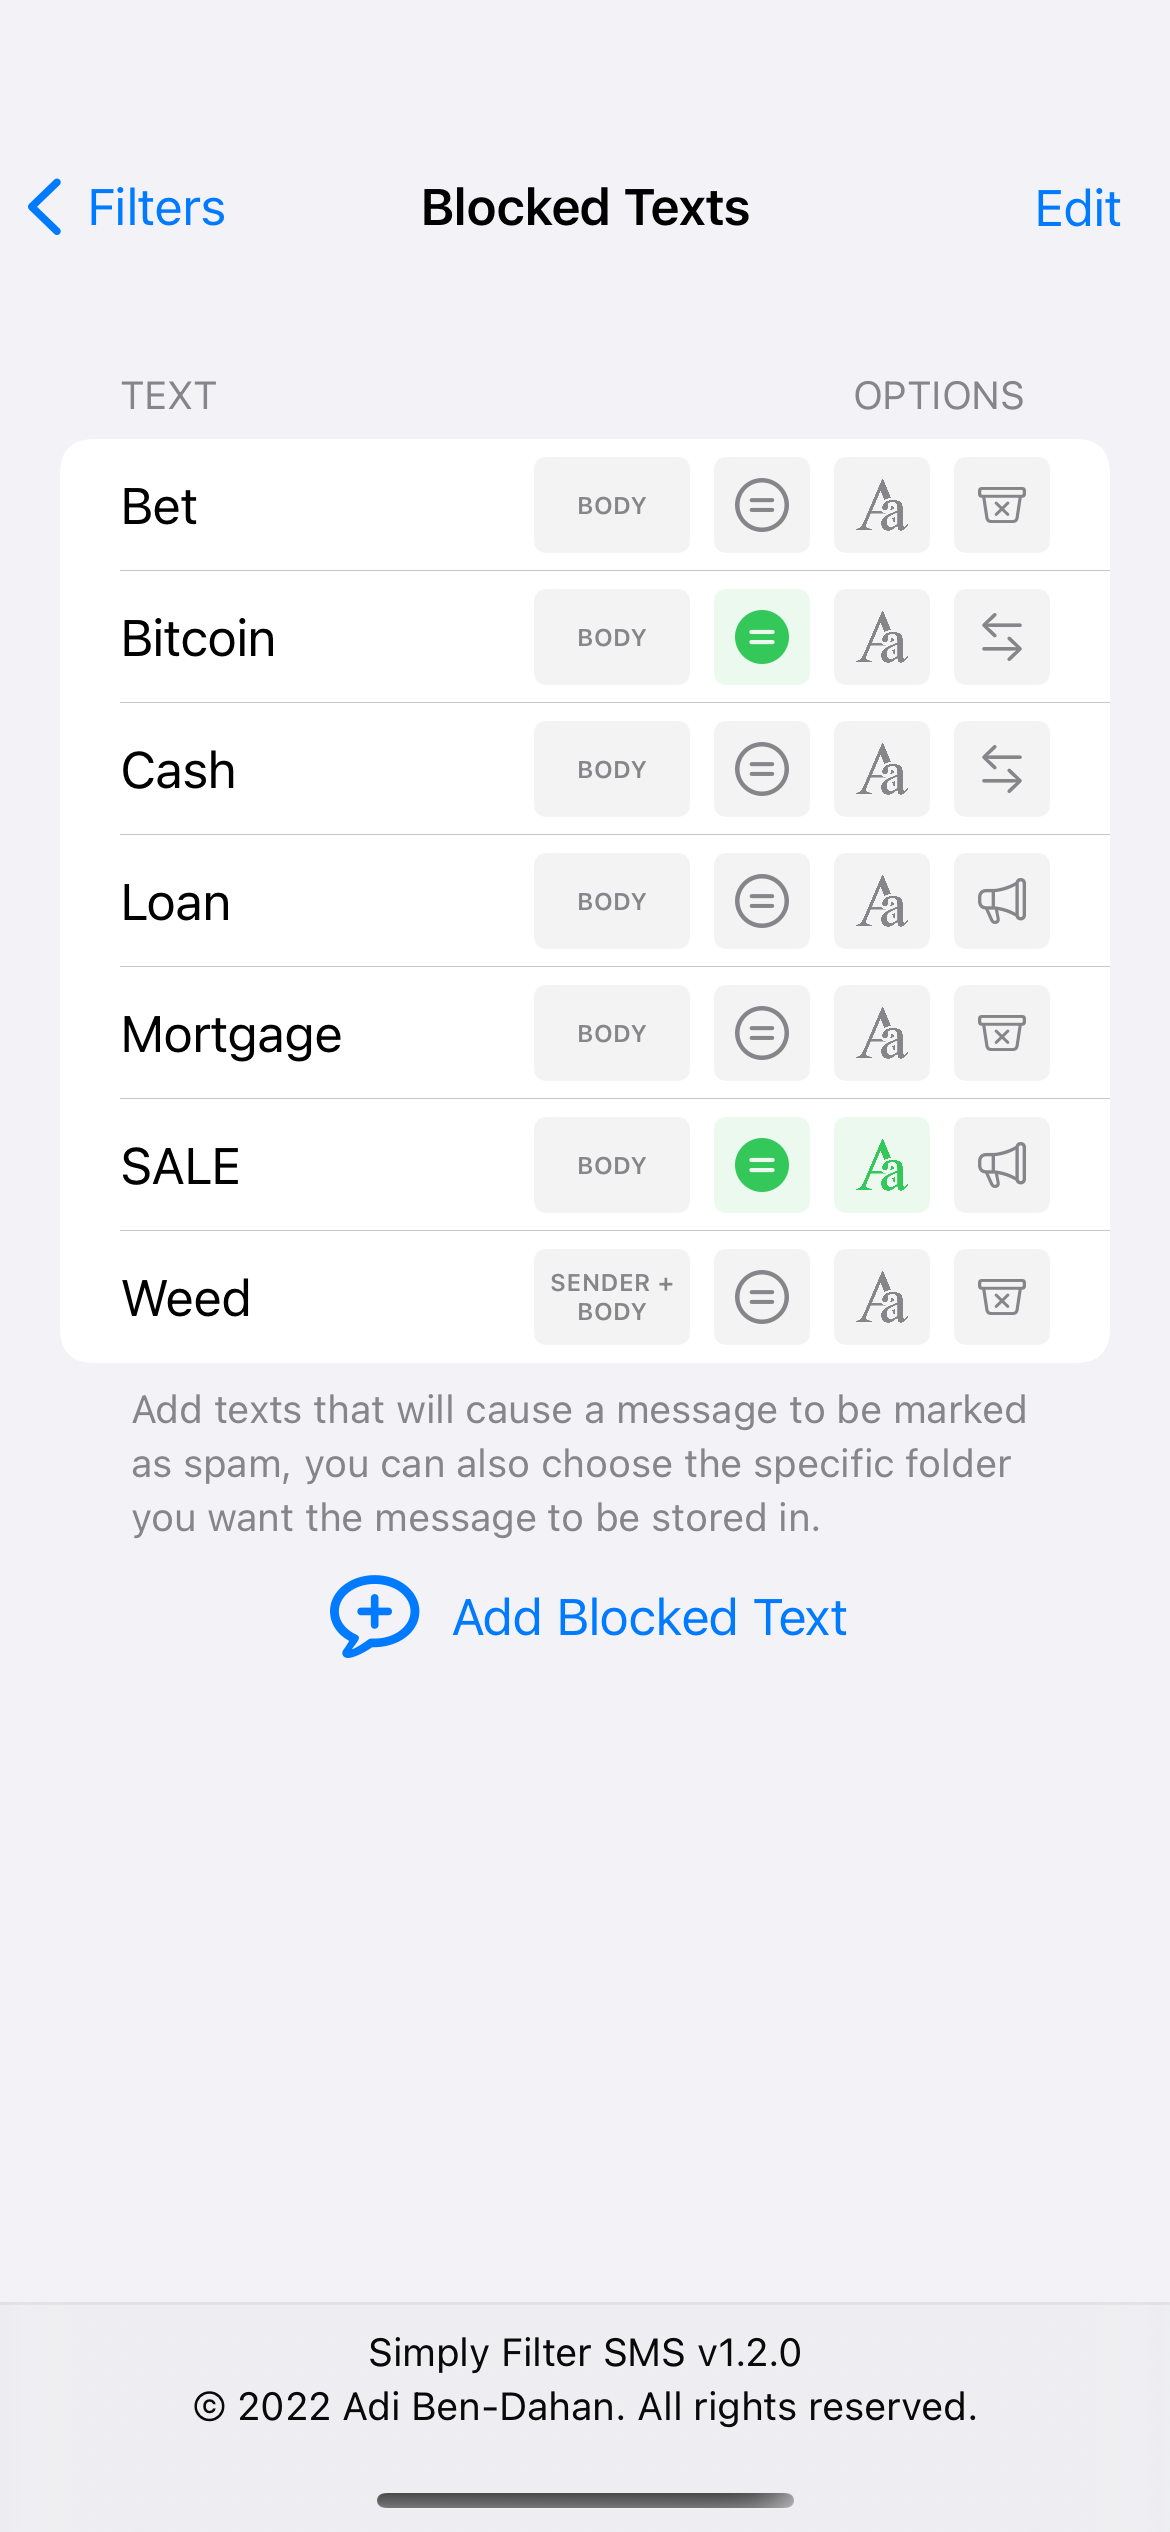 Filters
Blocked Texts
Edit
TEXT
OPTIONS
Bet
BODY
Aa
Bitcoin
BODY
Aa
Cash
BODY
Aa
Loan
BODY
Aa
Mortgage
BODY
Aa
SALE
BODY
Aa
Weed
SENDER +
BODY
Aa
Add texts that will cause a message to be marked
as spam, you can also choose the specific folder
you want the message to be stored in.
Add Blocked Text
Simply Filter SMS v1.2.0
© 2022 Adi Ben-Dahan. All rights reserved.